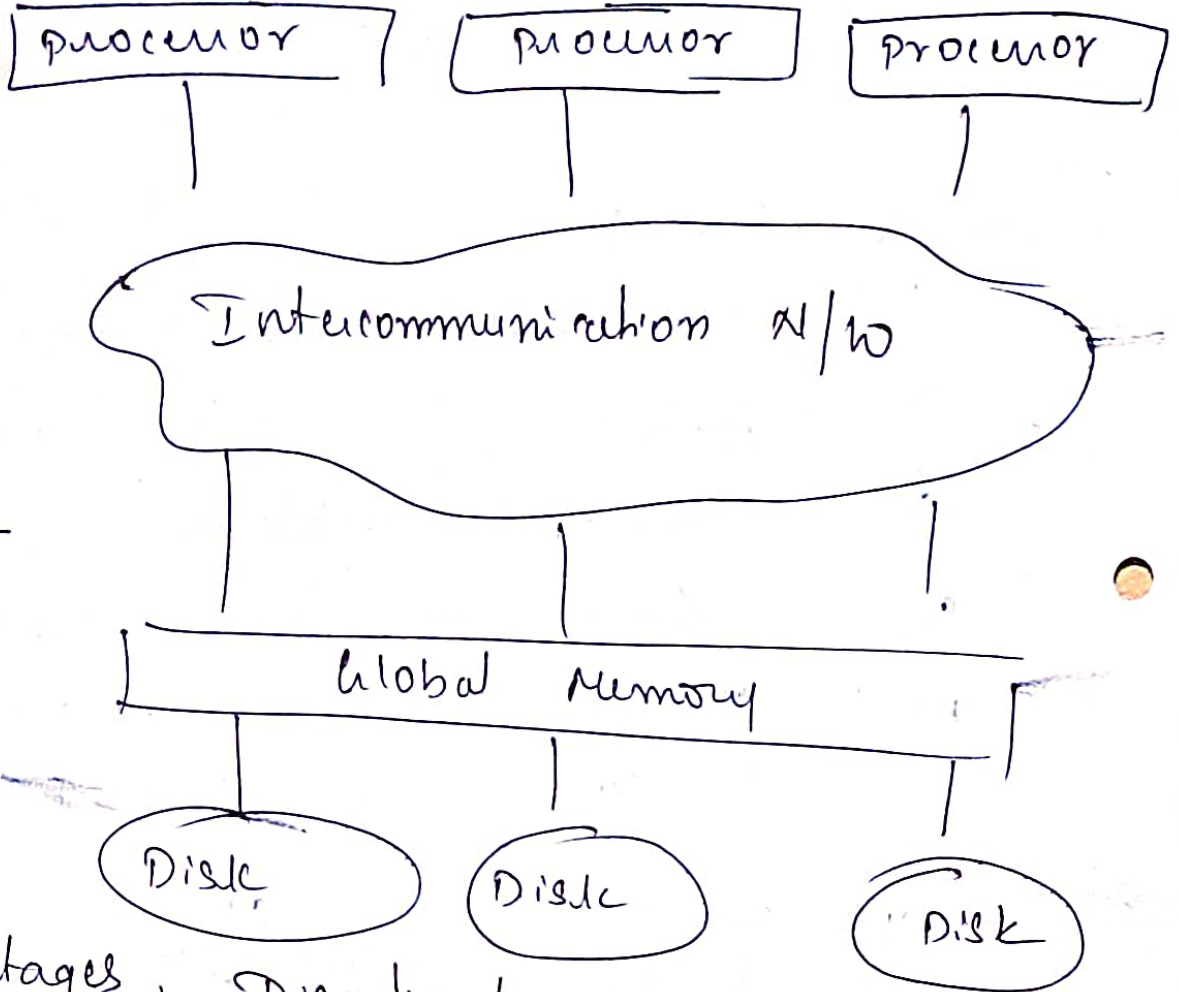 processor processor processor
Intercommunication N/W
Global Memory
Disk Disk Disk
tages